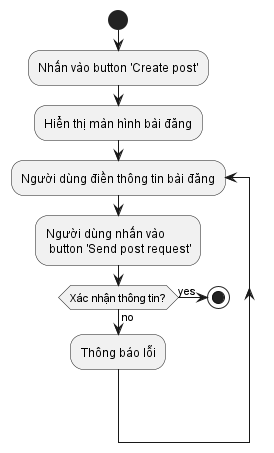 Nhấn vào button 'Create post'
Hiển thị màn hình bài đăng
Người dùng điền thông tin bài đăng
Người dùng nhấn vào
button 'Send post request'
Xác nhận thông tin?
yes
no
Thông báo lỗi